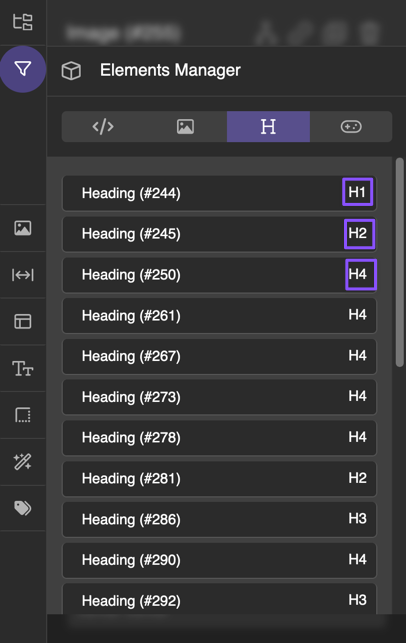 Image (#255)
Elements Manager
</> H
Heading (#244) H1
Heading (#245) H2
Heading (#250) H4
Heading (#261) H4
Heading (#267) H4
Heading (#273) H4
Heading (#278) H4
Heading (#281) H2
Heading (#286) H3
Heading (#290) H4
Heading (#292) H3
TT